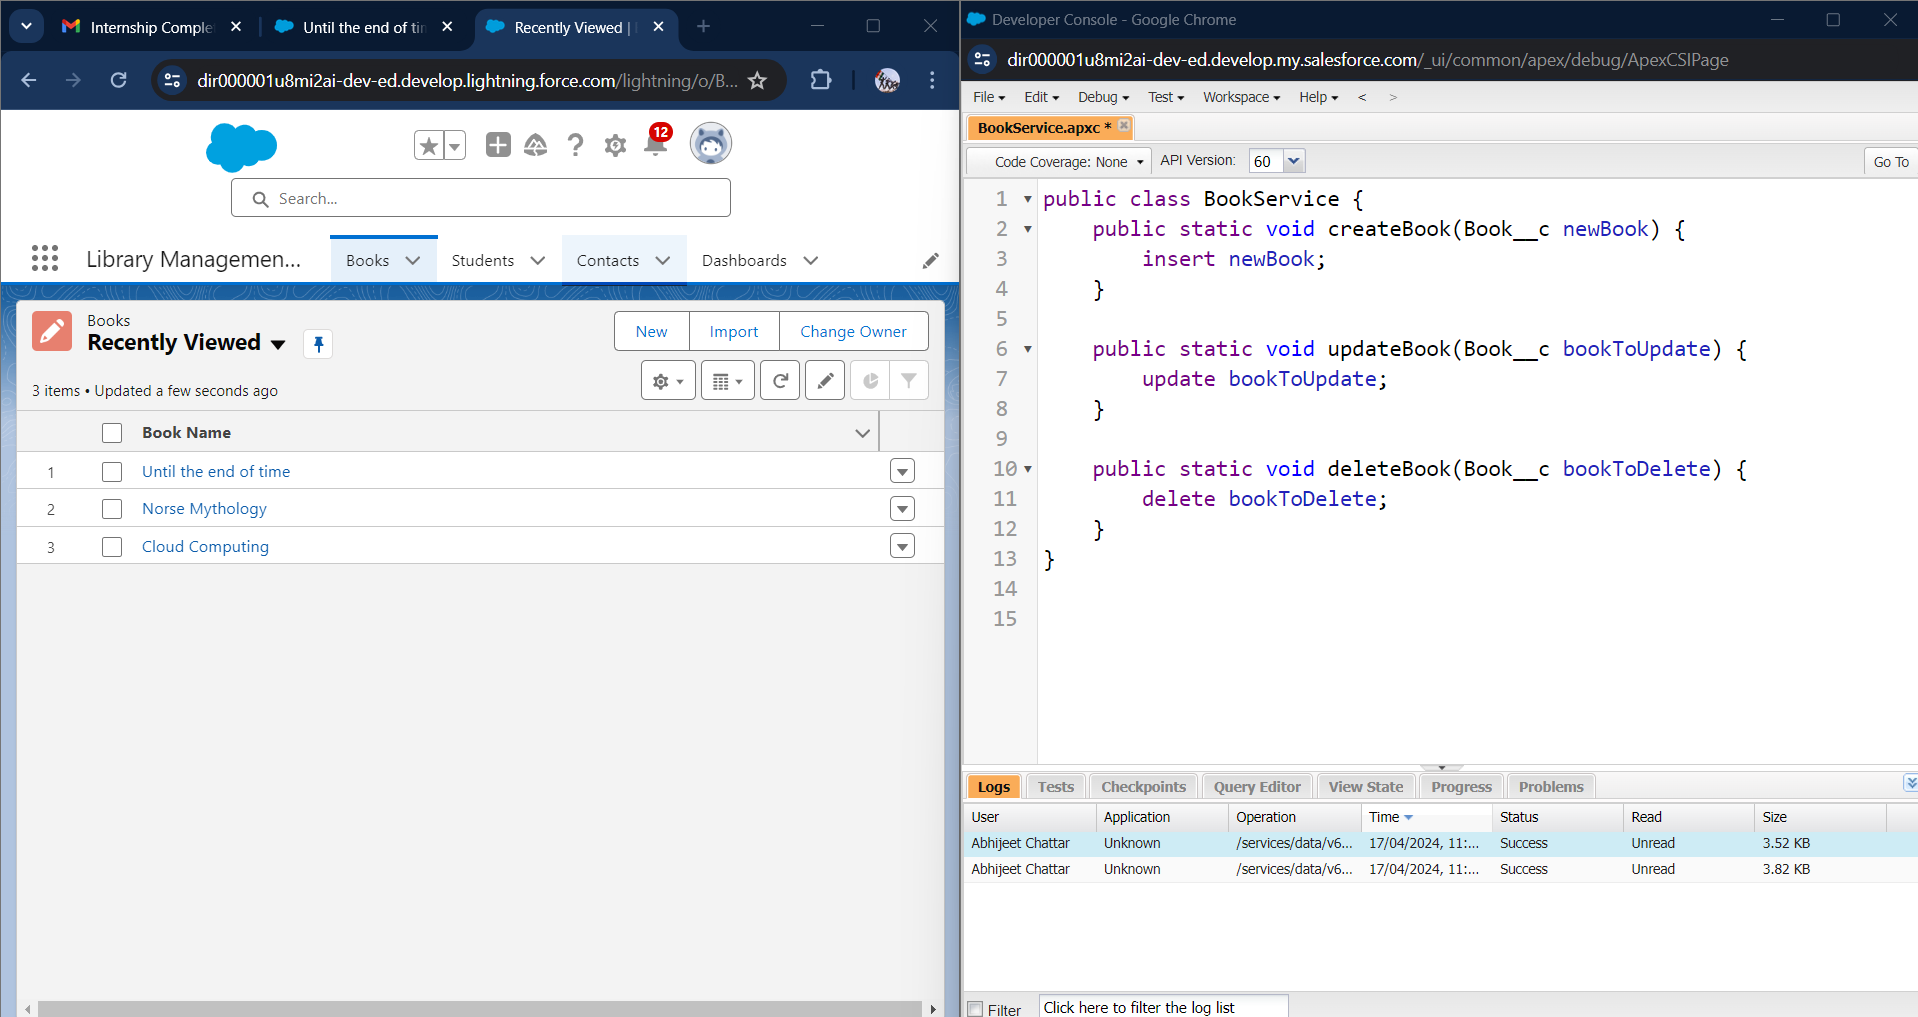 Internship Comple
Until the end of tim
Recently Viewed |
dir000001u8mi2ai-dev-ed.develop.lightning.force.com/lightning/o/B...
12
Search...
Library Managemen...
Books
Students
Contacts
Dashboards
Books
Recently Viewed
New
Import
Change Owner
3 items • Updated a few seconds ago
Book Name
1 Until the end of time
2 Norse Mythology
3 Cloud Computing
Developer Console - Google Chrome
dir000001u8mi2ai-dev-ed.develop.my.salesforce.com/_ui/common/apex/debug/ApexCSIPage
File Edit Debug Test Workspace Help < >
BookService.apxc *
Code Coverage: None API Version: 60 Go To
1 public class BookService {
2 public static void createBook(Book__c newBook) {
3 insert newBook;
4 }
5
6 public static void updateBook(Book__c bookToUpdate) {
7 update bookToUpdate;
8 }
9
10 public static void deleteBook(Book__c bookToDelete) {
11 delete bookToDelete;
12 }
13 }
14
15
Logs Tests Checkpoints Query Editor View State Progress Problems
User Application Operation Time Status Read Size
Abhijeet Chattar Unknown /services/data/v6... 17/04/2024, 11:... Success Unread 3.52 KB
Abhijeet Chattar Unknown /services/data/v6... 17/04/2024, 11:... Success Unread 3.82 KB
Filter Click here to filter the log list